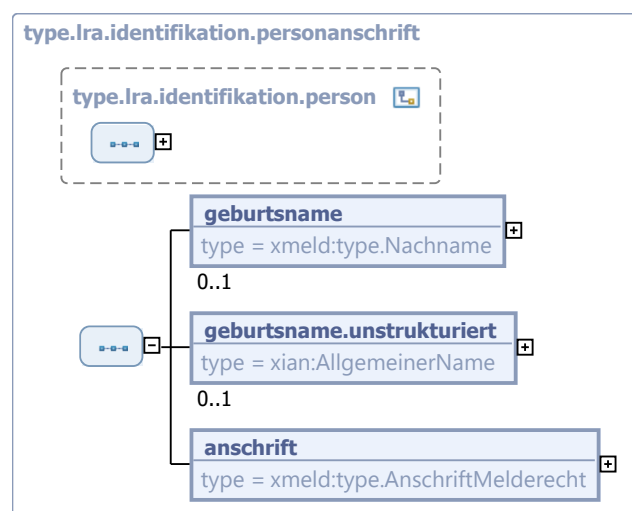 type.lra.identifikation.personanschrift
type.lra.identifikation.person
geburtsname
type = xmeld:type.Nachname
0..1
geburtsname.unstrukturiert
type = xian:AllgemeinerName
0..1
anschrift
type = xmeld:type.AnschriftMelderecht